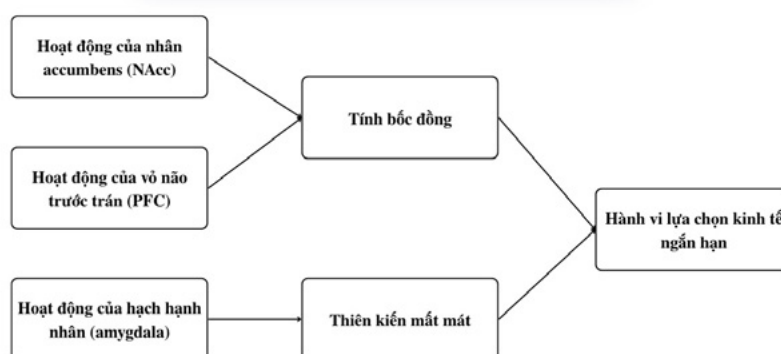 Hoạt động của nhân
accumbens (NAcc)
Tính bốc đồng
Hoạt động của vỏ não
trước trán (PFC)
Hành vi lựa chọn kinh tế
ngắn hạn
Hoạt động của hạch hạnh
nhân (amygdala)
Thiên kiến mất mát